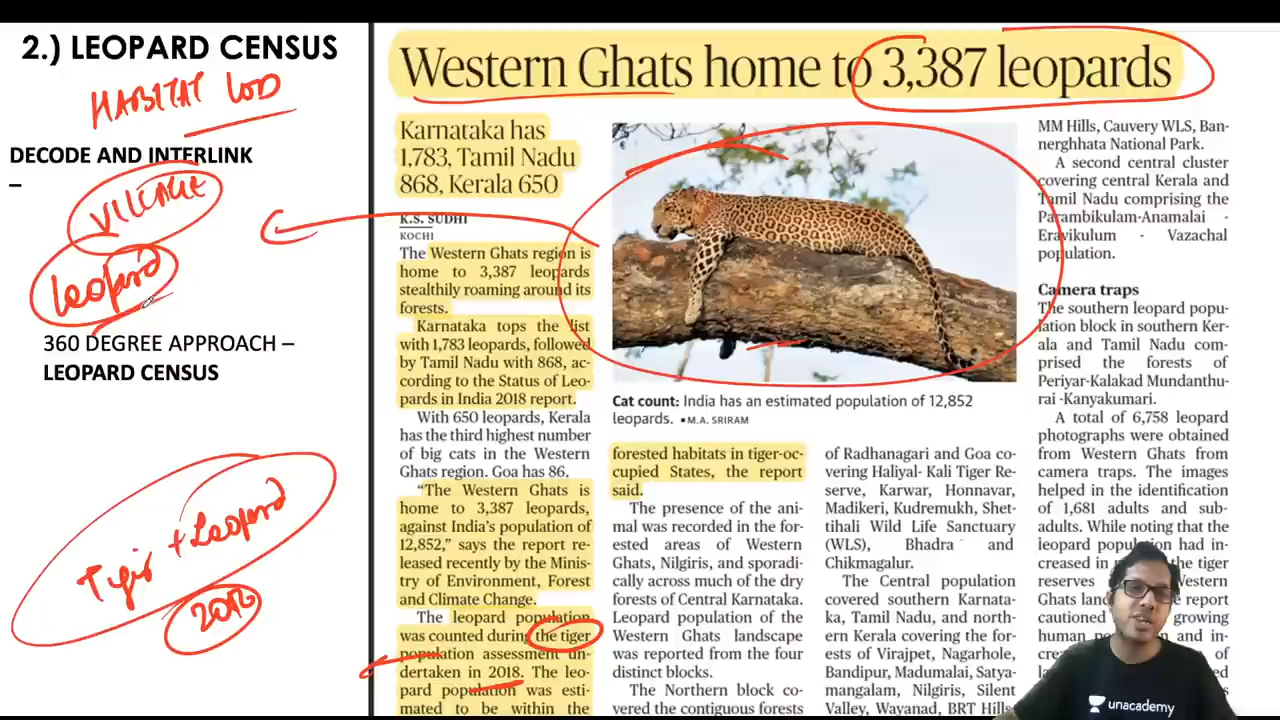 2.) LEOPARD CENSUS
HABITAT LOD
DECODE AND INTERLINK
–
VILLAGE
Leopard
360 DEGREE APPROACH –
LEOPARD CENSUS
Tiger + Leopard
2018
Western Ghats home to 3,387 leopards
Karnataka has
1,783, Tamil Nadu
868, Kerala 650
K.S. SUDHI
KOCHI
The Western Ghats region is
home to 3,387 leopards
stealthily roaming around its
forests.
Karnataka tops the list
with 1,783 leopards, followed
by Tamil Nadu with 868, ac-
cording to the Status of Leo-
pards in India 2018 report.
With 650 leopards, Kerala
has the third highest number
of big cats in the Western
Ghats region. Goa has 86.
“The Western Ghats is
home to 3,387 leopards,
against India’s population of
12,852,” says the report re-
leased recently by the Minis-
try of Environment, Forest
and Climate Change.
The leopard population
was counted during the tiger
population assessment un-
dertaken in 2018. The leo-
pard population was esti-
mated to be within the
Cat count: India has an estimated population of 12,852
leopards. ▪M.A. SRIRAM
forested habitats in tiger-oc-
cupied States, the report
said.
The presence of the ani-
mal was recorded in the for-
ested areas of Western
Ghats, Nilgiris, and sporadi-
cally across much of the dry
forests of Central Karnataka.
Leopard population of the
Western Ghats landscape
was reported from the four
distinct blocks.
The Northern block co-
vered the contiguous forests
of Radhanagari and Goa co-
vering Haliyal- Kali Tiger Re-
serve, Karwar, Honnavar,
Madikeri, Kudremukh, Shet-
tihali Wild Life Sanctuary
(WLS), Bhadra and
Chikmagalur.
The Central population
covered southern Karnata-
ka, Tamil Nadu, and north-
ern Kerala covering the for-
ests of Virajpet, Nagarhole,
Bandipur, Madumalai, Satya-
mangalam, Nilgiris, Silent
Valley, Wayanad, BRT Hills,
MM Hills, Cauvery WLS, Ban-
nerghhata National Park.
A second central cluster
covering central Kerala and
Tamil Nadu comprising the
Parambikulam-Anamalai -
Eravikulum - Vazachal
population.
Camera traps
The southern leopard popu-
lation block in southern Ker-
ala and Tamil Nadu com-
prised the forests of
Periyar-Kalakad Mundanthu-
rai -Kanyakumari.
A total of 6,758 leopard
photographs were obtained
from Western Ghats from
camera traps. The images
helped in the identification
of 1,681 adults and sub-
adults. While noting that the
leopard population had in-
creased in the tiger
reserves Western
Ghats report
cautioned growing
human and in-
of
unacademy